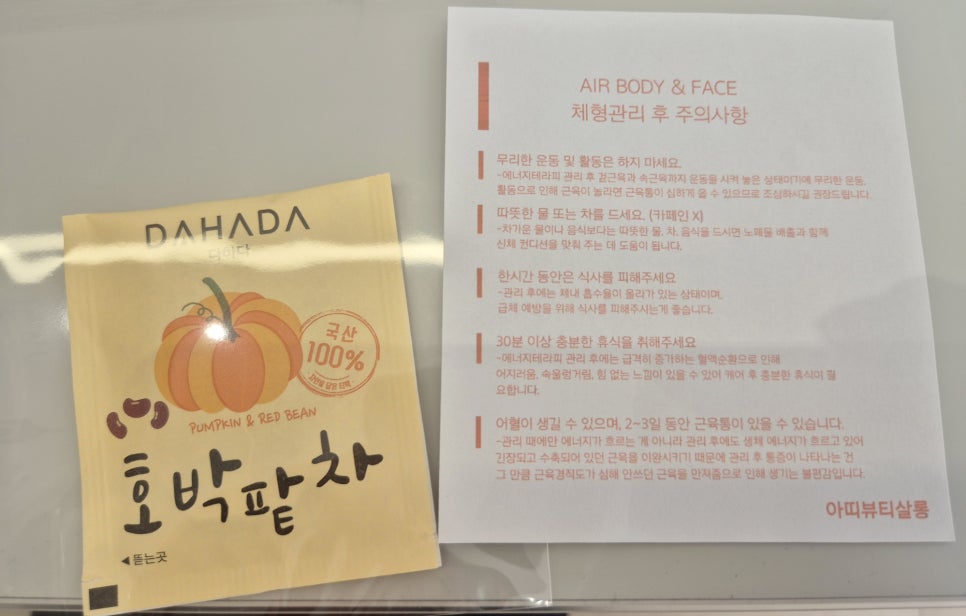 DAHADA
다하다
국산
100%
PUMPKIN & RED BEAN
호박팥차
◀뜯는곳
AIR BODY & FACE
체형관리 후 주의사항
무리한 운동 및 활동은 하지 마세요.
-에너지테라피 관리 후 겉근육과 속근육까지 운동을 시켜 놓은 상태이기에 무리한 운동,
활동으로 인해 근육이 놀라면 근육통이 심하게 올 수 있으므로 조심하시길 권장드립니다.
따뜻한 물 또는 차를 드세요. (카페인 X)
-차가운 물이나 음식보다는 따뜻한 물, 차, 음식을 드시면 노폐물 배출과 함께
신체 컨디션을 맞춰 주는 데 도움이 됩니다.
한시간 동안은 식사를 피해주세요
-관리 후에는 체내 흡수율이 올라가 있는 상태이며,
급체 예방을 위해 식사를 피해주시는게 좋습니다.
30분 이상 충분한 휴식을 취해주세요
-에너지테라피 관리 후에는 급격히 증가하는 혈액순환으로 인해
어지러움, 속울렁거림, 힘 없는 느낌이 있을 수 있어 케어 후 충분한 휴식이 필
요합니다.
어혈이 생길 수 있으며, 2~3일 동안 근육통이 있을 수 있습니다.
-관리 때에만 에너지가 흐르는 게 아니라 관리 후에도 생체 에너지가 흐르고 있어
긴장되고 수축되어 있던 근육을 이완시키기 때문에 관리 후 통증이 나타나는 건
그 만큼 근육경직도가 심해 안쓰던 근육을 만져줌으로 인해 생기는 불편감입니다.
아띠뷰티살롱